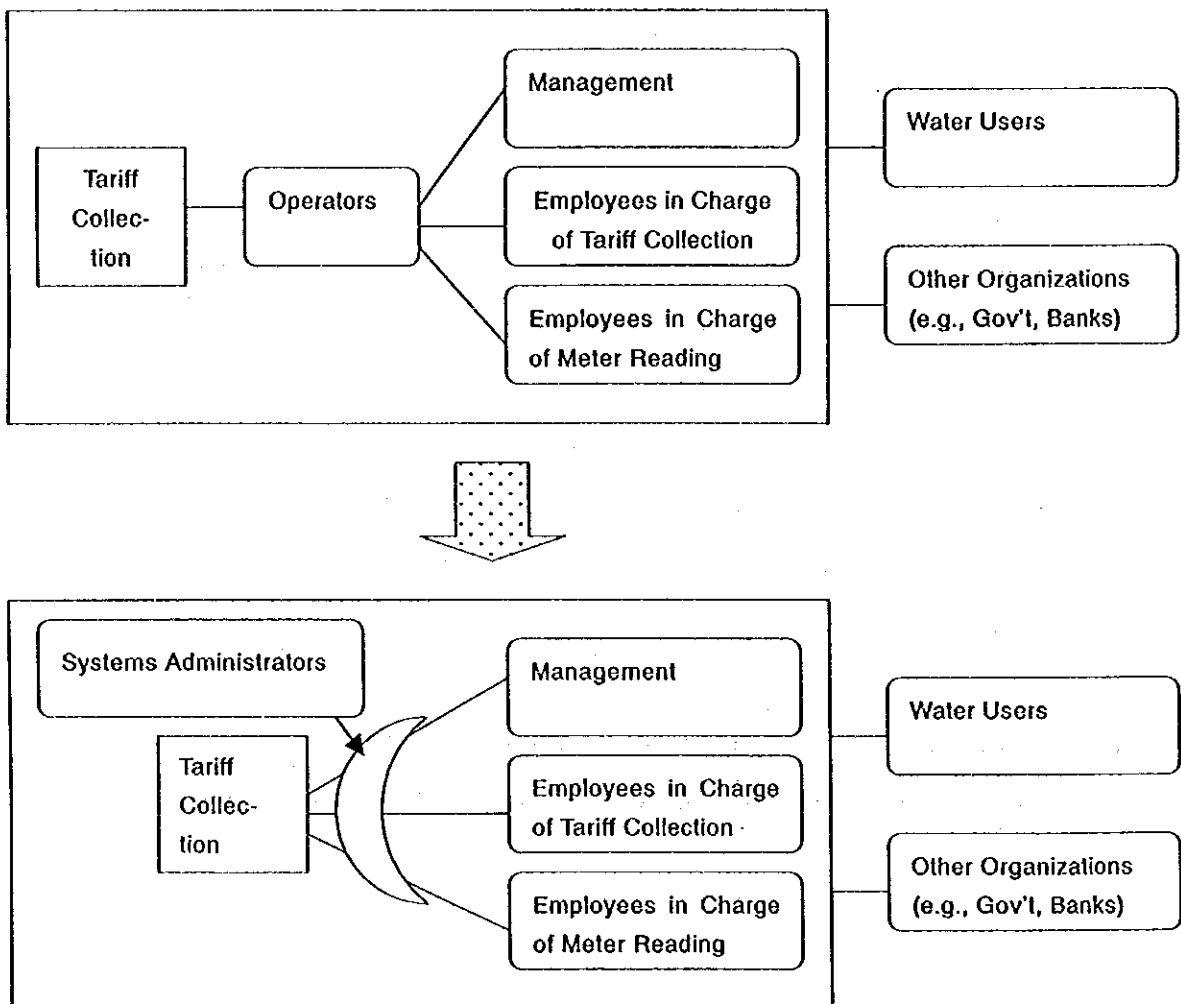 Management
Water Users
Tariff
Collec-
tion
Operators
Employees in Charge
of Tariff Collection
Other Organizations
(e.g., Gov't, Banks)
Employees in Charge
of Meter Reading
Systems Administrators
Management
Water Users
Tariff
Collec-
tion
Employees in Charge
of Tariff Collection
Other Organizations
(e.g., Gov't, Banks)
Employees in Charge
of Meter Reading